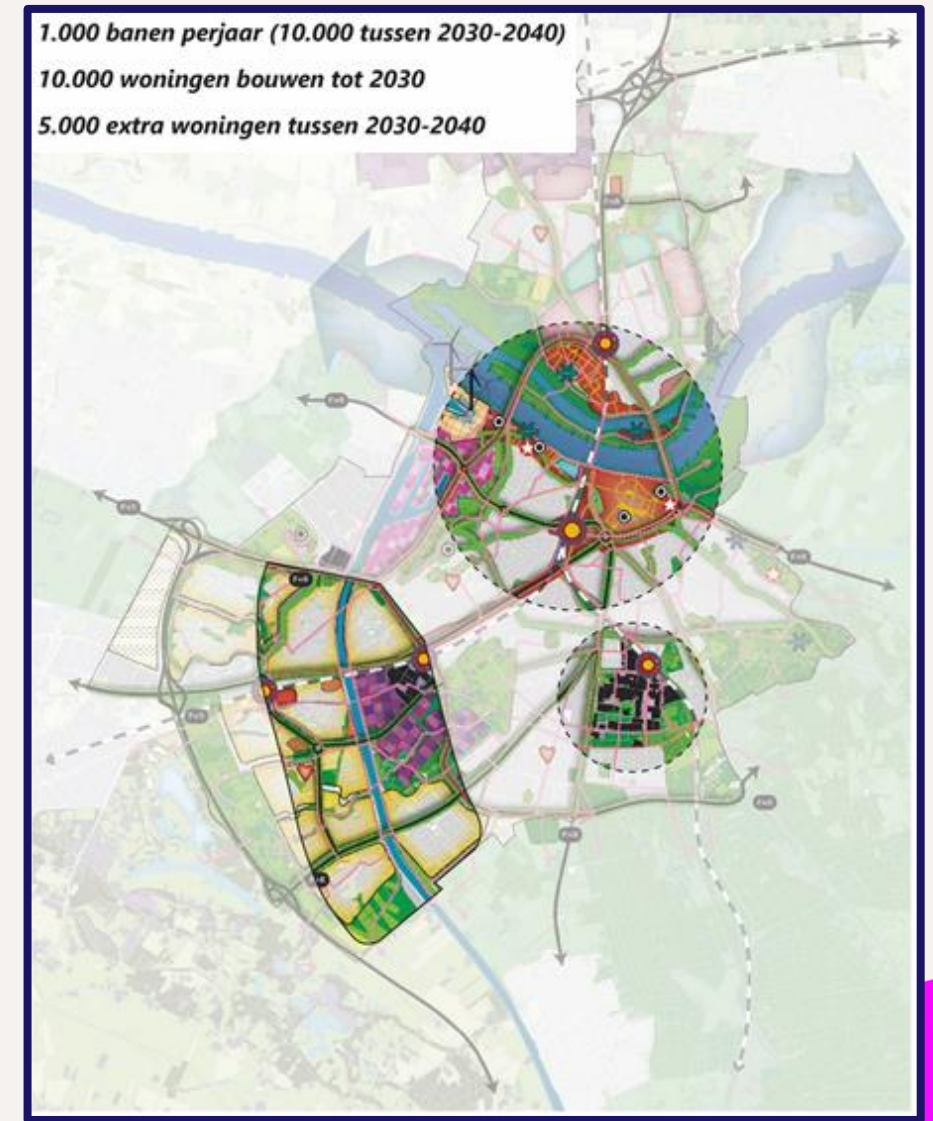 1.000 banen perjaar (10.000 tussen 2030-2040)
10.000 woningen bouwen tot 2030
5.000 extra woningen tussen 2030-2040